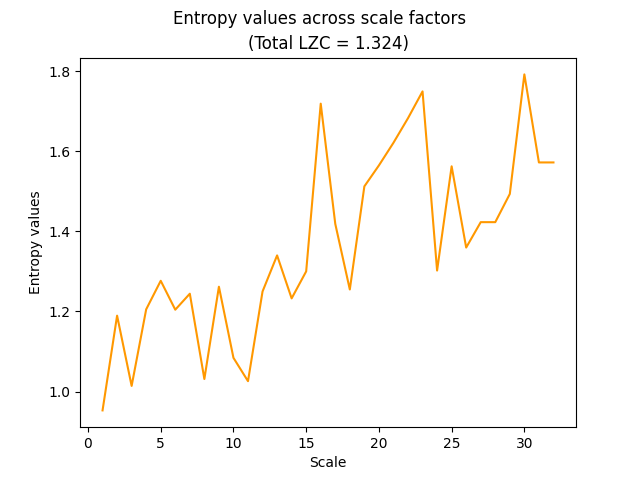 Entropy values across scale factors
(Total LZC = 1.324)
1.8
1.6
1.4
1.2
1.0
Entropy values
0 5 10 15 20 25 30
Scale